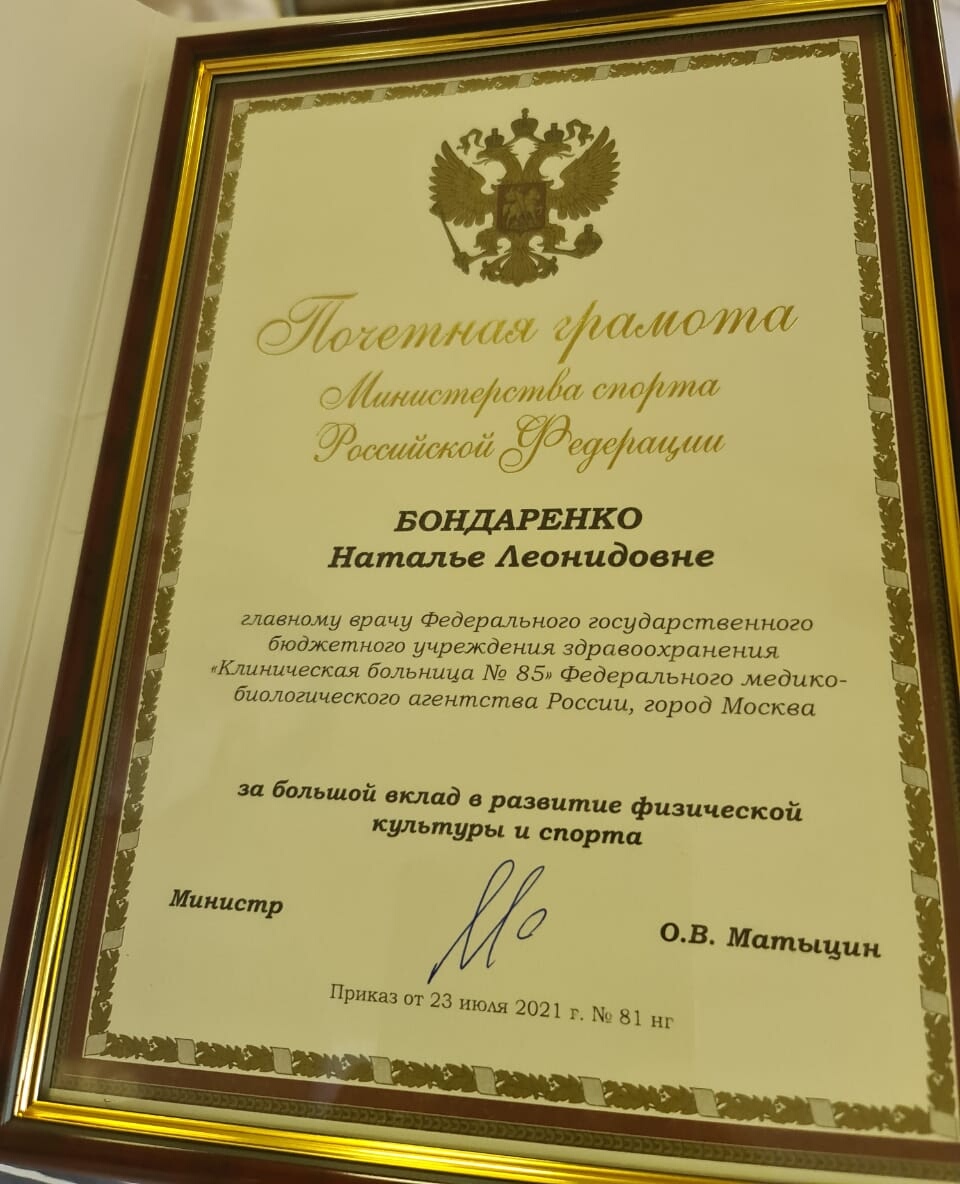 Почетная грамота
Министерства спорта
Российской Федерации
БОНДАРЕНКО
Наталье Леонидовне
главному врачу Федерального государственного
бюджетного учреждения здравоохранения
«Клиническая больница № 85» Федерального медико-
биологического агентства России, город Москва
за большой вклад в развитие физической
культуры и спорта
Министр
О.В. Матыцин
Приказ от 23 июля 2021 г. № 81 нг